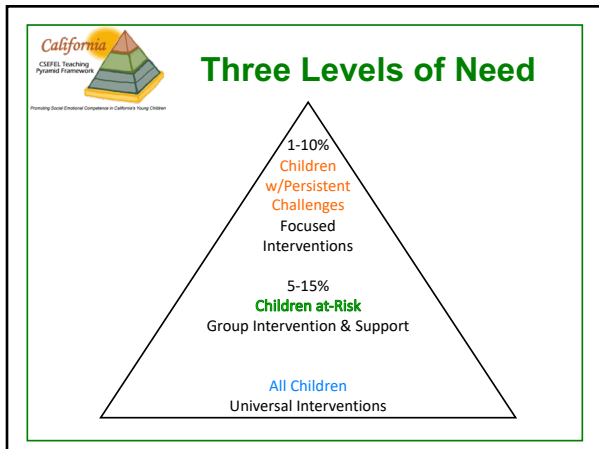 California
CSEFEL Teaching
Pyramid Framework
Promoting Social Emotional Competence in California's Young Children
Three Levels of Need
1-10%
Children
w/Persistent
Challenges
Focused
Interventions
5-15%
Children at-Risk
Group Intervention & Support
All Children
Universal Interventions